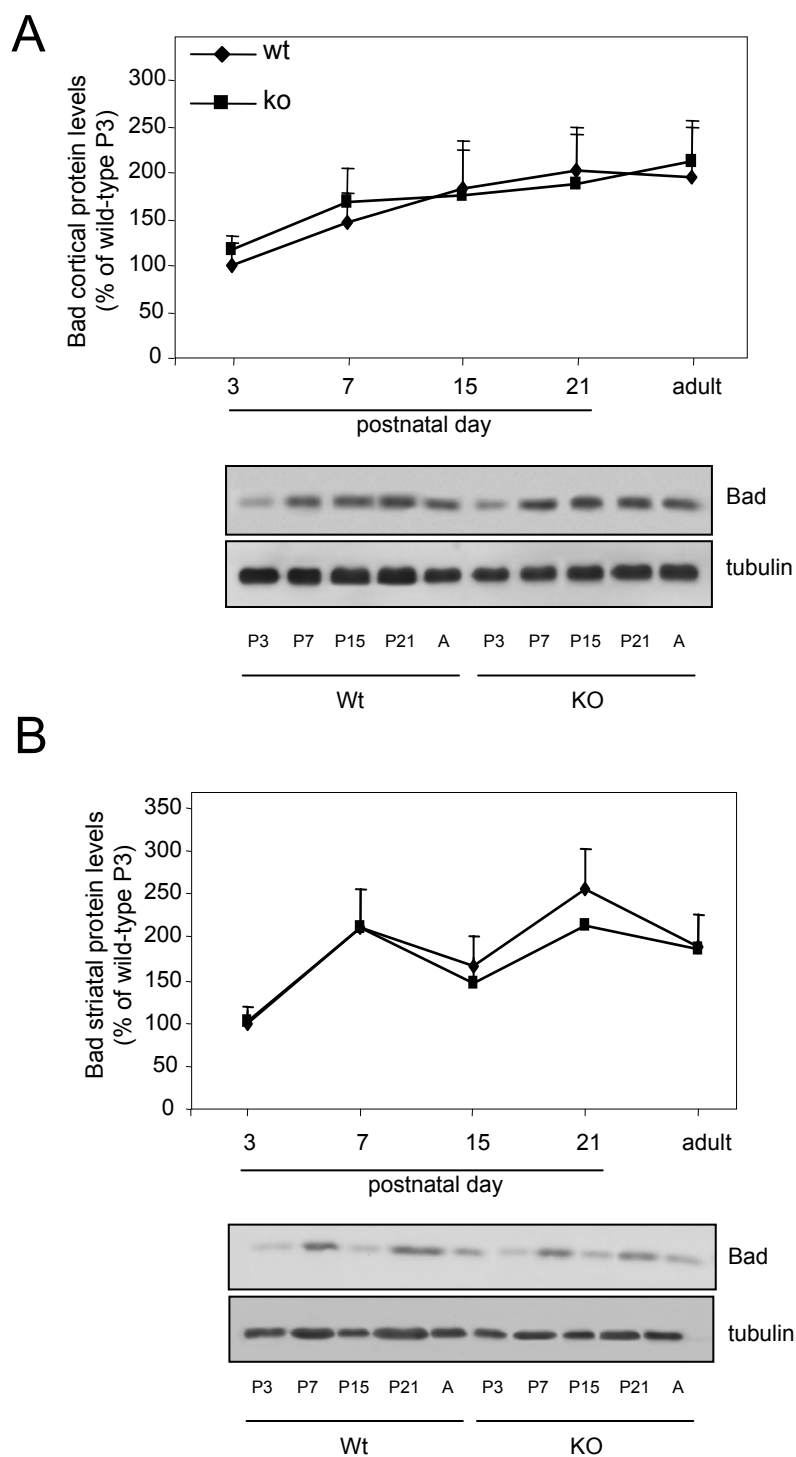 A
wt
ko
Bad cortical protein levels
(% of wild-type P3)
300
250
200
150
100
50
0
3 7 15 21 adult
postnatal day
Bad
tubulin
P3 P7 P15 P21 A P3 P7 P15 P21 A
Wt KO
B
Bad striatal protein levels
(% of wild-type P3)
350
300
250
200
150
100
50
0
3 7 15 21 adult
postnatal day
Bad
tubulin
P3 P7 P15 P21 A P3 P7 P15 P21 A
Wt KO